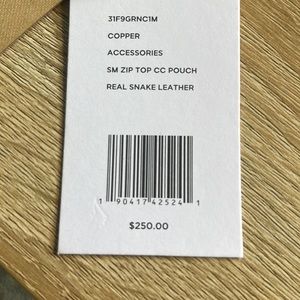 31F9GRNC1M
COPPER
ACCESSORIES
SM ZIP TOP CC POUCH
REAL SNAKE LEATHER
1 90417 42524 1
$250.00